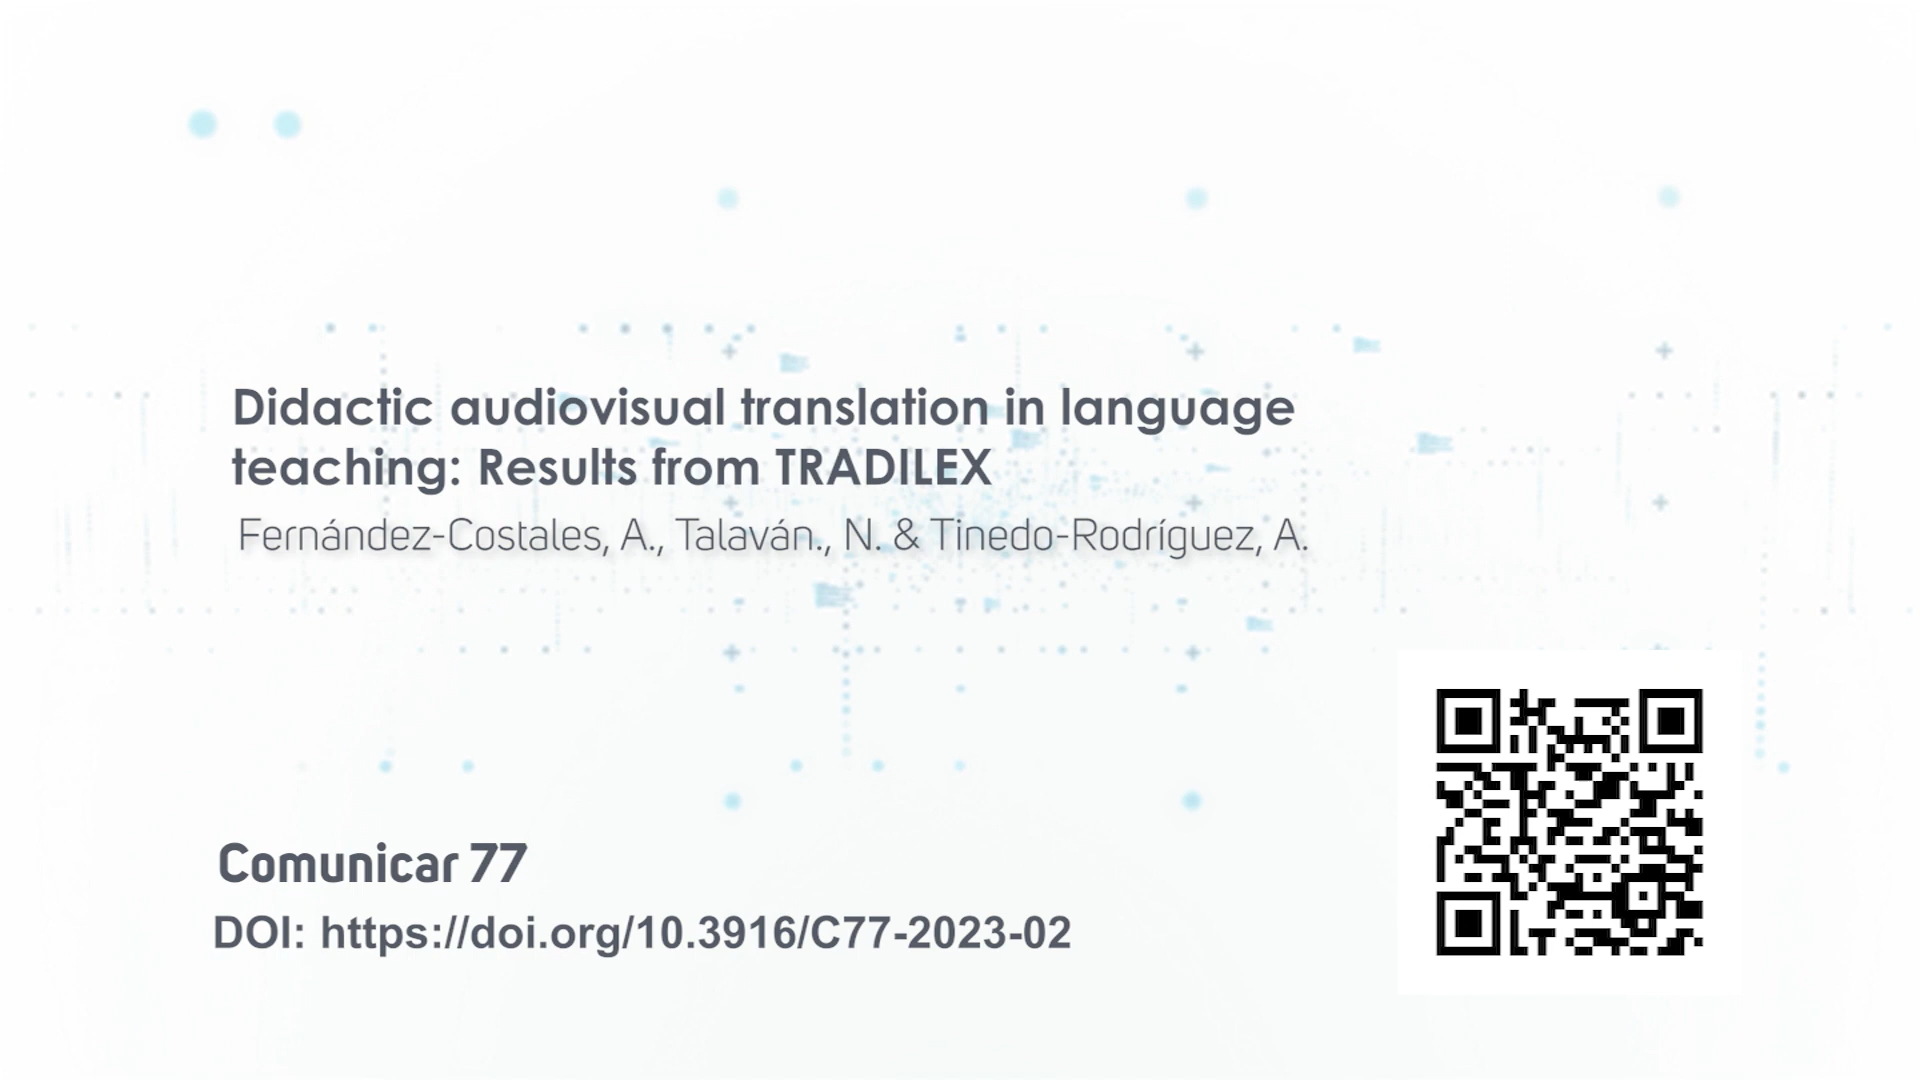 Didactic audiovisual translation in language
teaching: Results from TRADILEX
Fernández-Costales, A., Talaván., N. & Tinedo-Rodríguez, A.
Comunicar 77
DOI: https://doi.org/10.3916/C77-2023-02